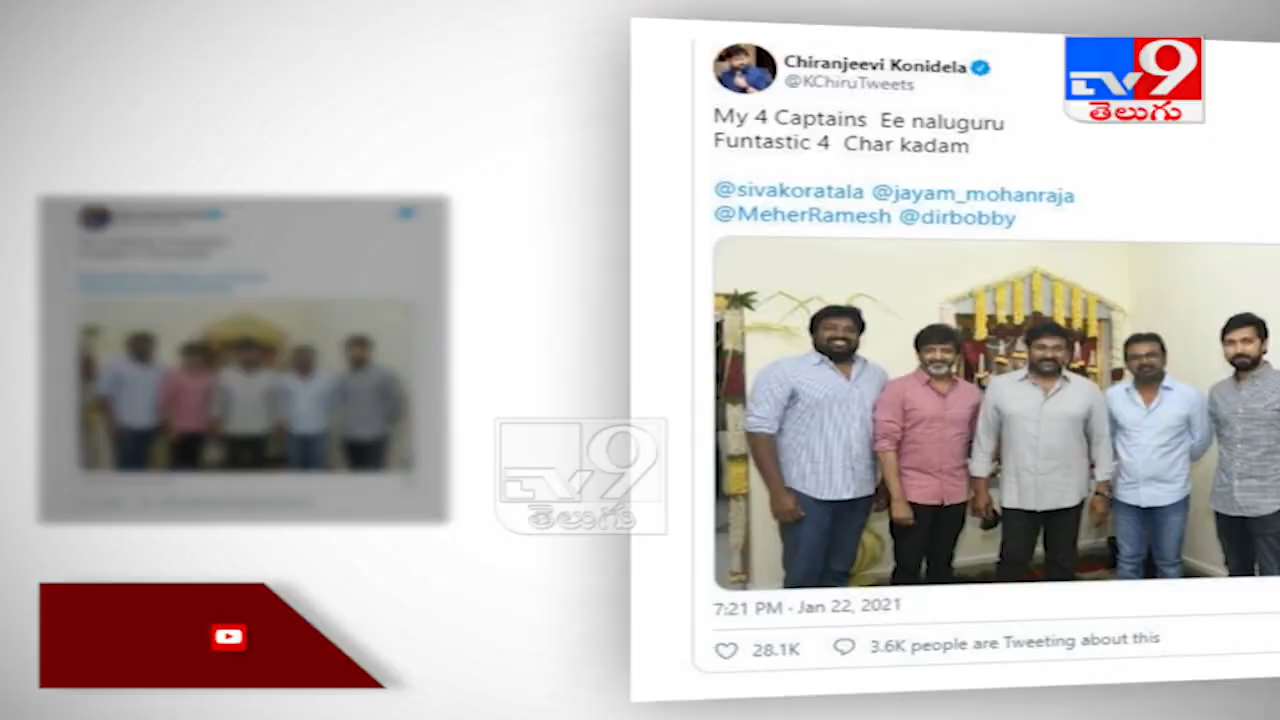 Chiranjeevi Konidela
@KChiruTweets
My 4 Captains Ee naluguru
Funtastic 4 Char kadam
@sivakoratala @jayam_mohanraja
@MeherRamesh @dirbobby
7:21 PM · Jan 22, 2021
28.1K 3.6K people are Tweeting about this
TV9
తెలుగు
TV9
తెలుగు